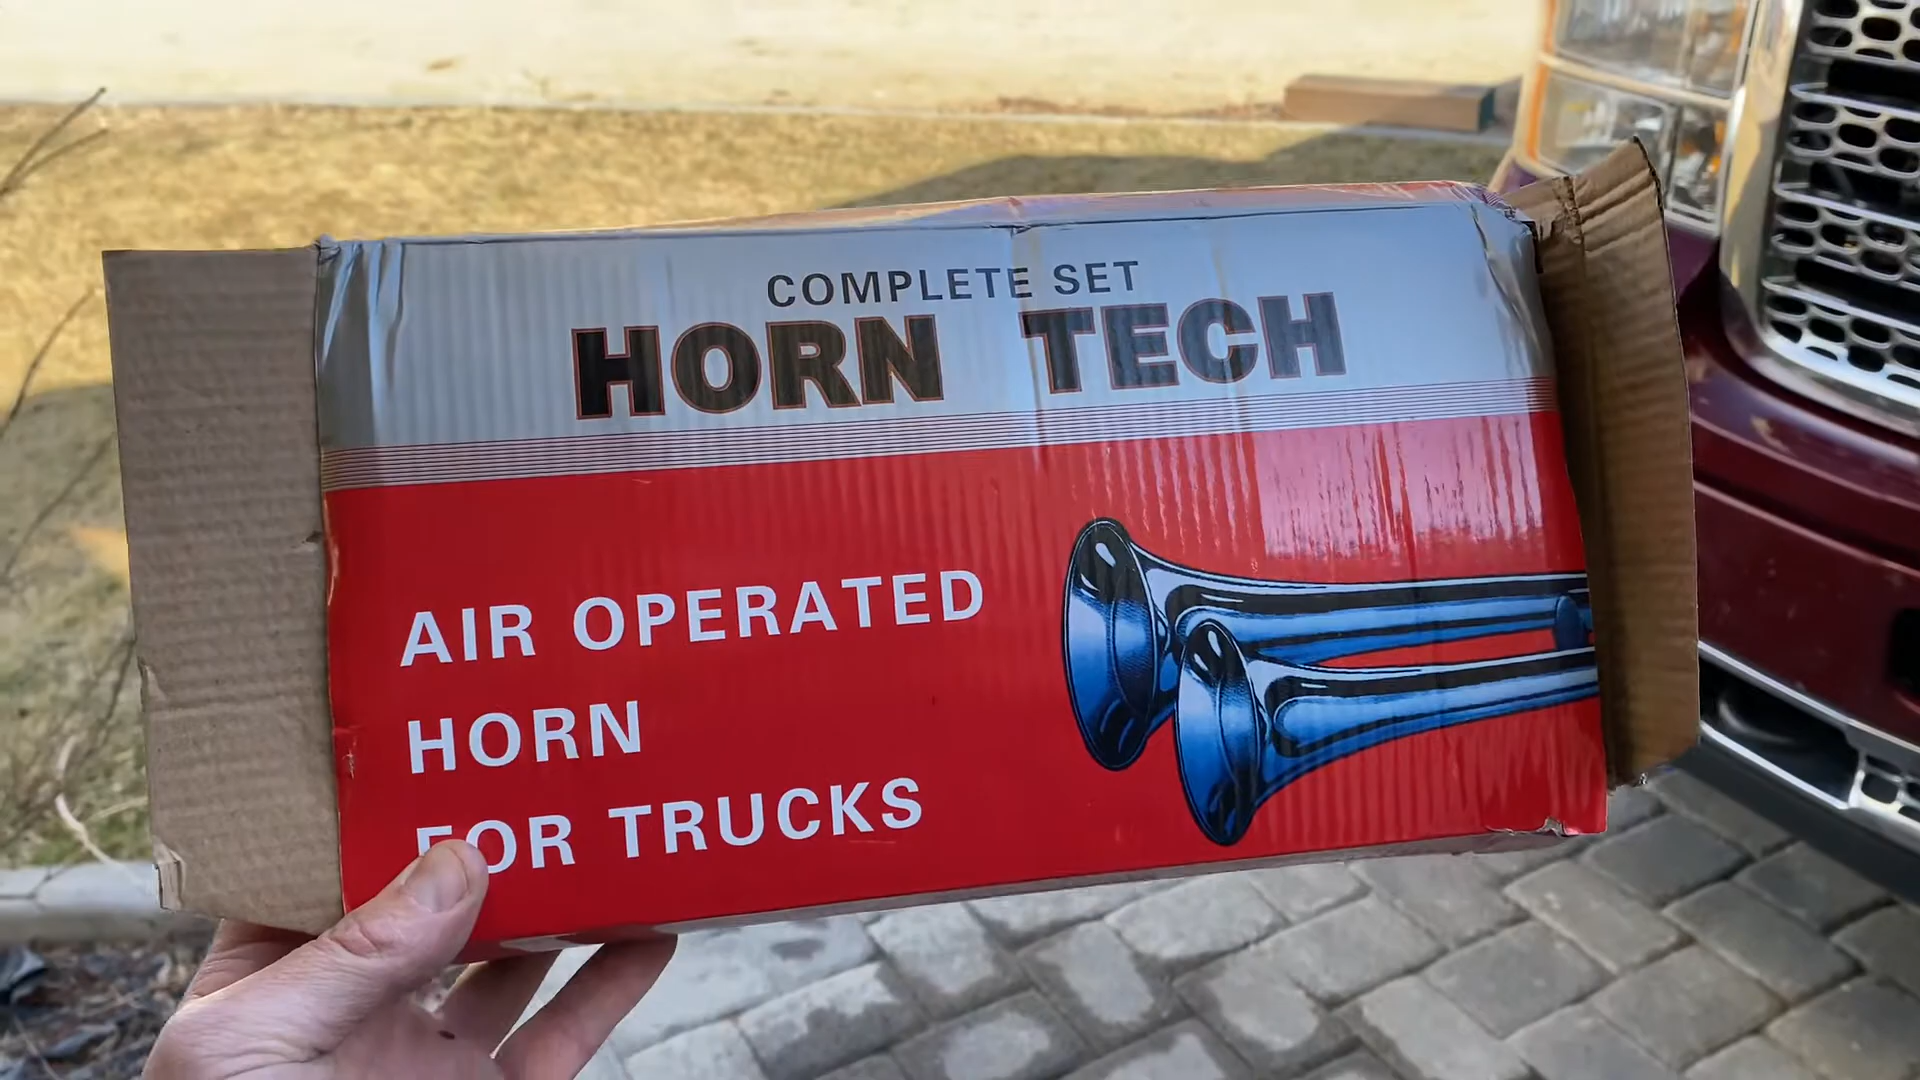 COMPLETE SET
HORN TECH
AIR OPERATED
HORN
FOR TRUCKS